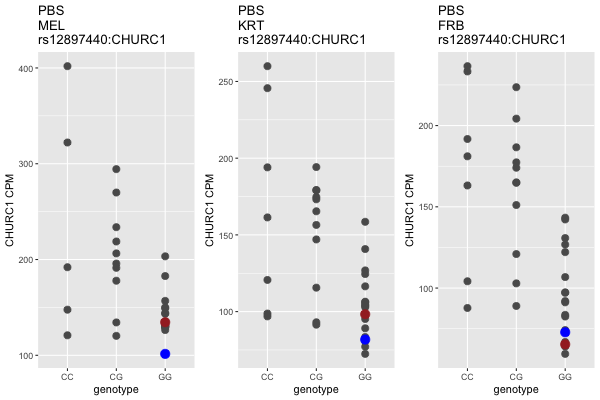 PBS
MEL
rs12897440:CHURC1
400
300
200
100
CHURC1 CPM
CC
CG
GG
genotype
PBS
KRT
rs12897440:CHURC1
250
200
150
100
CHURC1 CPM
CC
CG
GG
genotype
PBS
FRB
rs12897440:CHURC1
200
150
100
CHURC1 CPM
CC
CG
GG
genotype